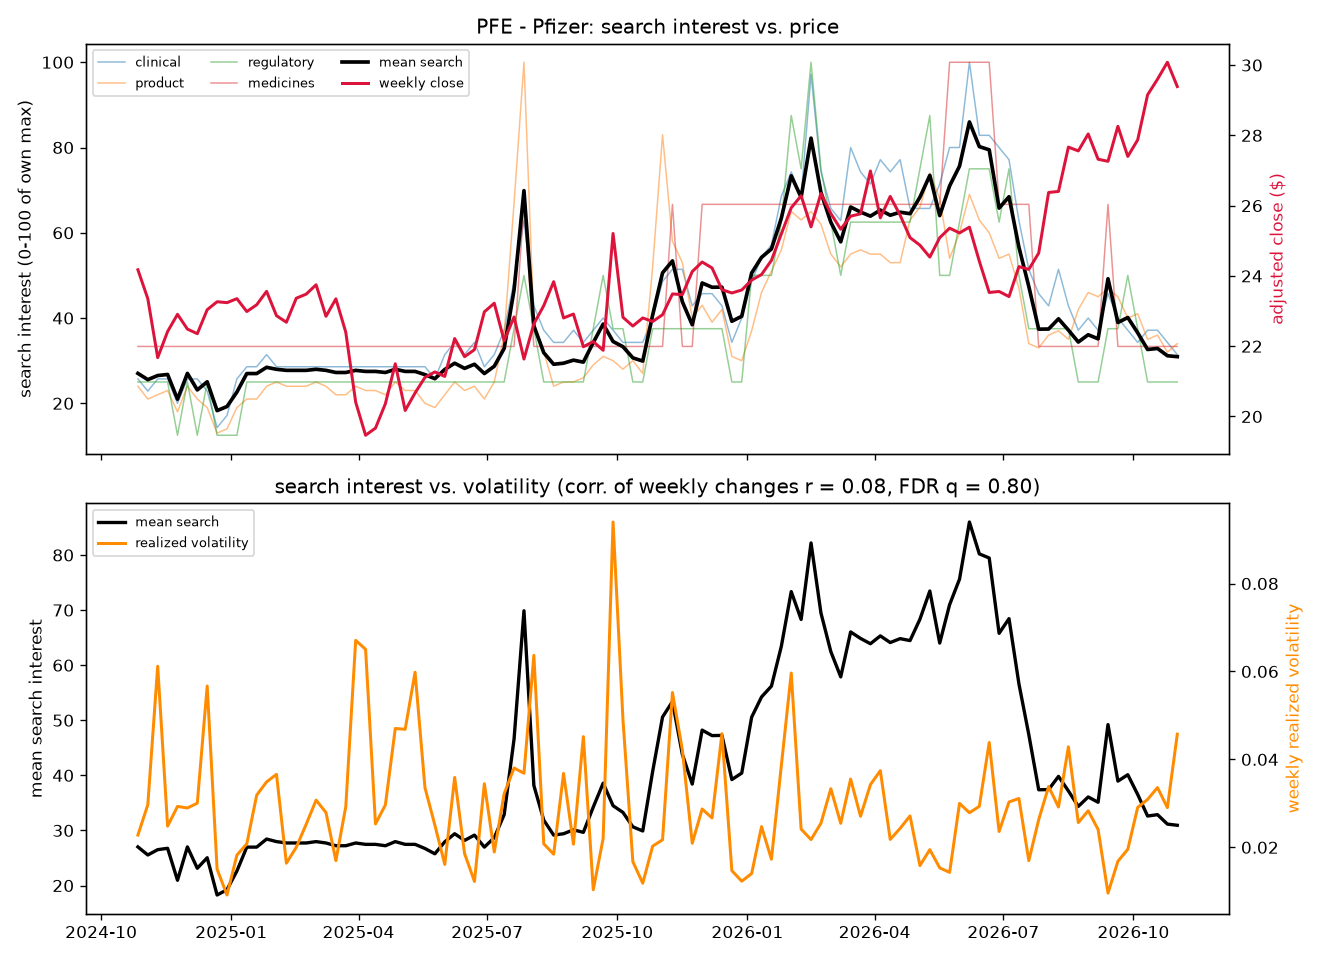 PFE - Pfizer: search interest vs. price
clinical
product
regulatory
medicines
mean search
weekly close
search interest (0-100 of own max)
100
80
60
40
20
adjusted close ($)
30
28
26
24
22
20
search interest vs. volatility (corr. of weekly changes r = 0.08, FDR q = 0.80)
mean search
realized volatility
mean search interest
80
70
60
50
40
30
20
weekly realized volatility
0.08
0.06
0.04
0.02
2024-10
2025-01
2025-04
2025-07
2025-10
2026-01
2026-04
2026-07
2026-10